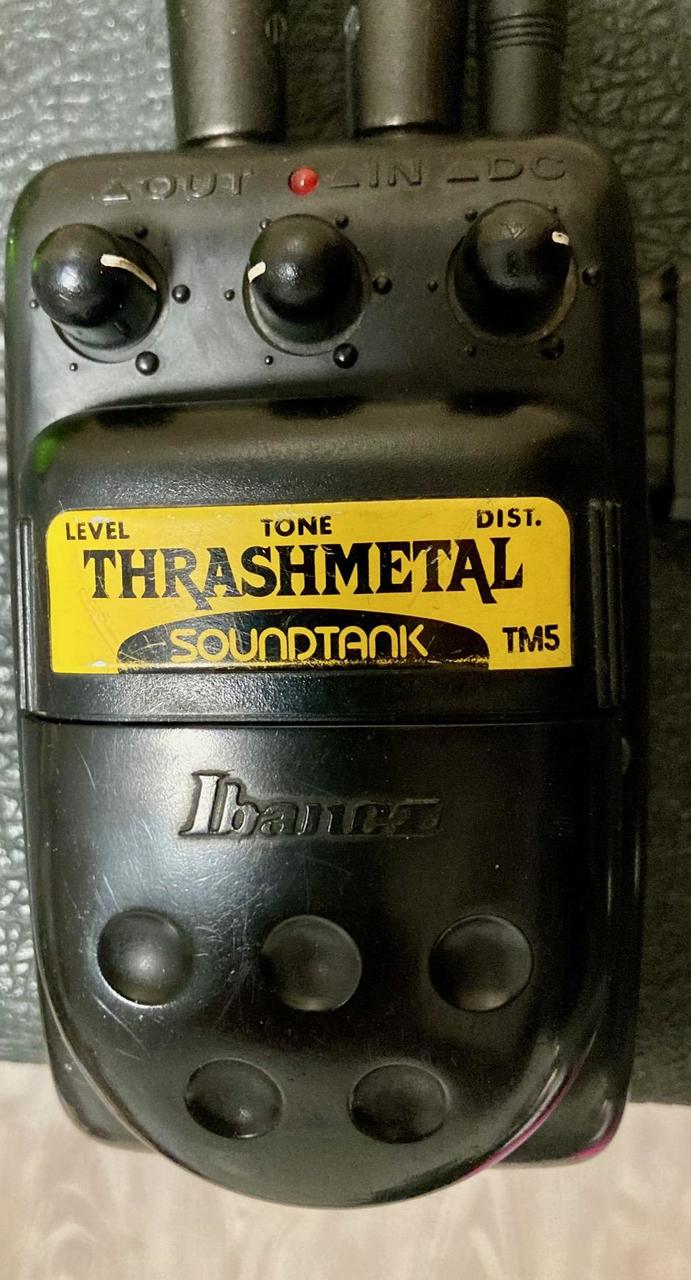 OUT IN DC
LEVEL TONE DIST.
THRASHMETAL
SOUNDTANK TM5
Ibanez